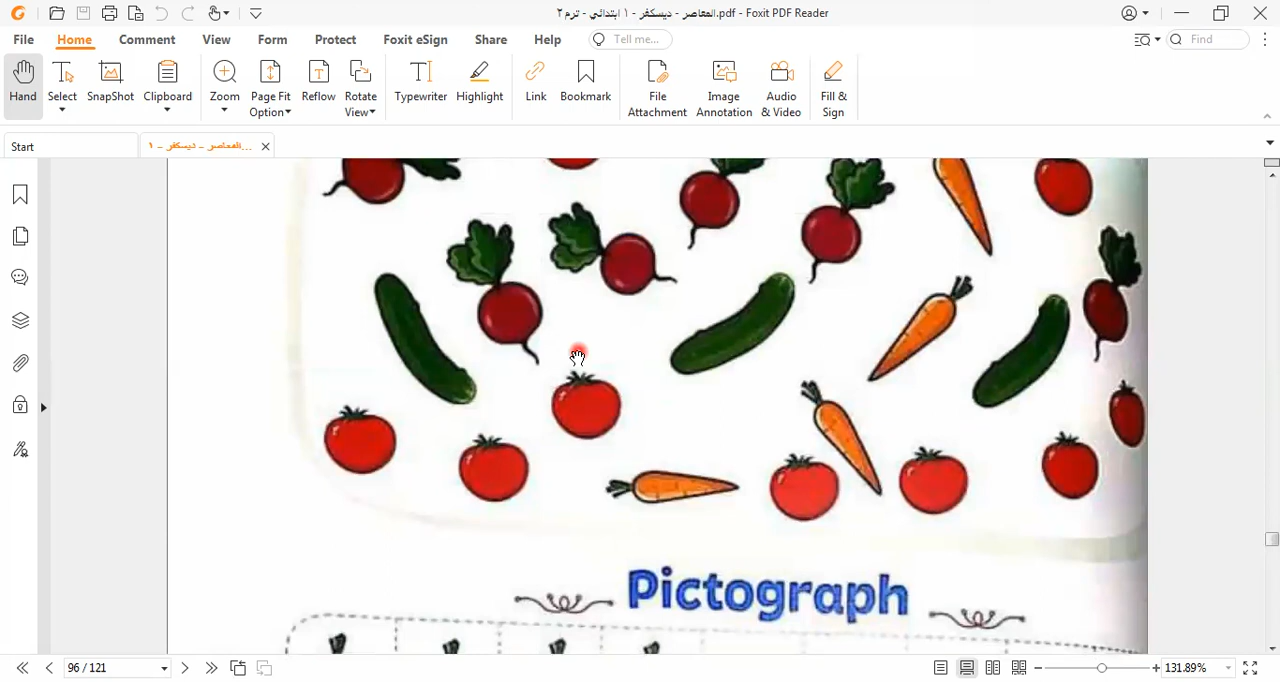 المعاصر - ديسكفر - ١ ابتدائي - ترم ٢.pdf - Foxit PDF Reader
File Home Comment View Form Protect Foxit eSign Share Help Tell me... Find
Hand Select SnapShot Clipboard Zoom Page Fit Option Reflow Rotate View Typewriter Highlight Link Bookmark File Attachment Image Annotation Audio & Video Fill & Sign
Start
المعاصر - ديسكفر - ١...
Pictograph
96 / 121
131.89%